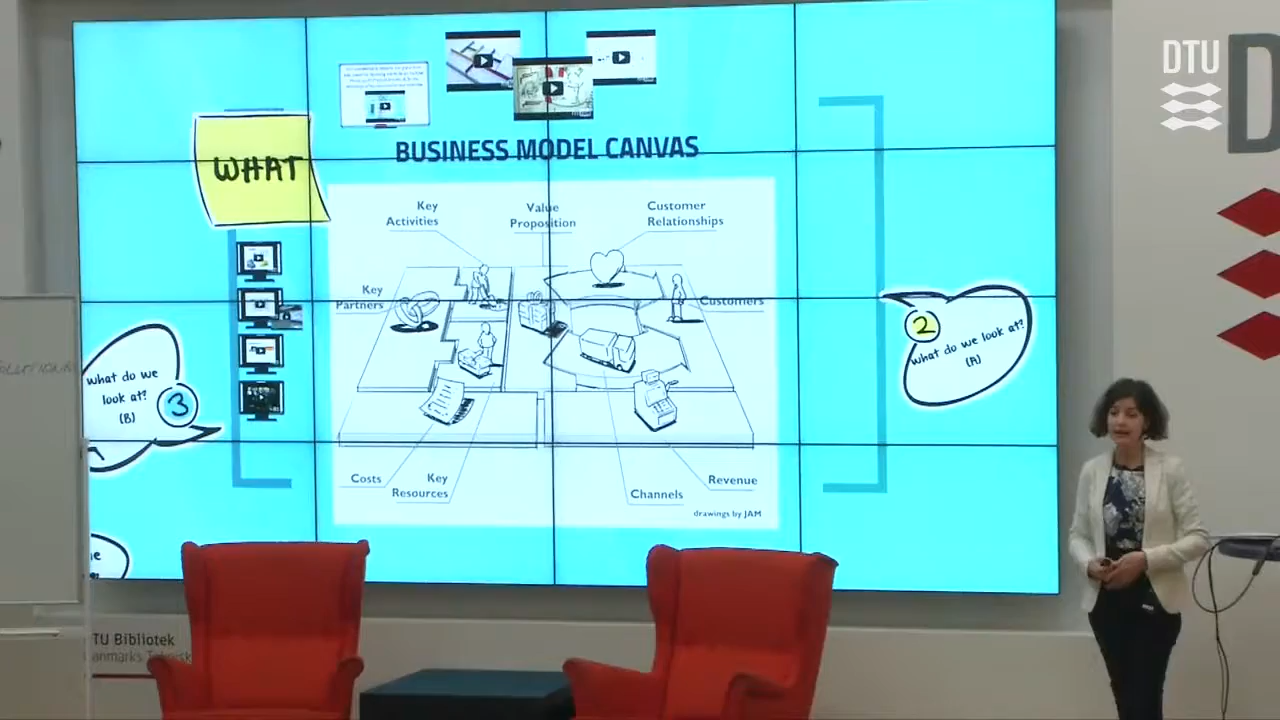 DTU
D
WHAT
BUSINESS MODEL CANVAS
Key
Activities
Value
Proposition
Customer
Relationships
Key
Partners
Customers
Costs
Key
Resources
Channels
Revenue
drawings by JAM
what do we
look at?
(B)
3
2
what do we look at?
(A)
TU Bibliotek
anmarks Teknisk